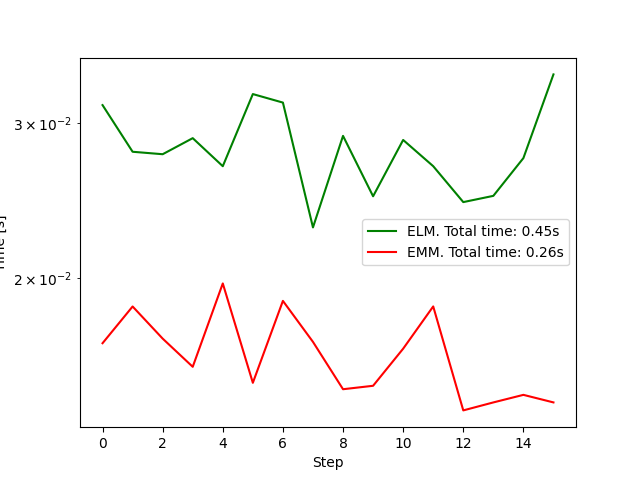 3 × 10⁻²
2 × 10⁻²
ELM. Total time: 0.45s
EMM. Total time: 0.26s
0 2 4 6 8 10 12 14
Step